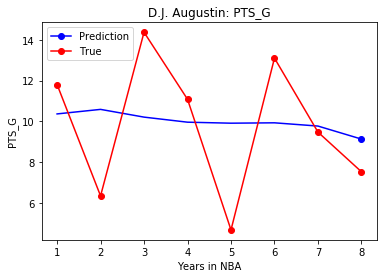 D.J. Augustin: PTS_G
Prediction
True
14
12
10
8
6
PTS_G
1 2 3 4 5 6 7 8
Years in NBA